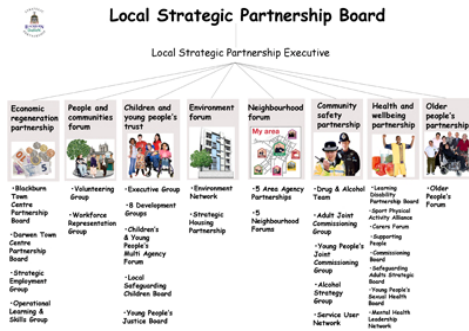 Local Strategic Partnership Board
Local Strategic Partnership Executive
Economic
regeneration
partnership
•Blackburn
Town
Centre
Partnership
Board
•Darwen Town
Centre
Partnership
Board
•Strategic
Employment
Group
•Operational
Learning &
Skills Group
People and
communities
forum
•Volunteering
Group
•Workforce
Representation
Group
Children and
young people's
trust
•Executive Group
•8 Development
Groups
•Children's
& Young
People's
Multi Agency
Forum
•Local
Safeguarding
Children Board
•Young People's
Justice Board
Environment
forum
•Environment
Network
•Strategic
Housing
Partnership
Neighbourhood
forum
My area
•5 Area Agency
Partnerships
•5
Neighbourhood
Forums
Community
safety
partnership
•Drug & Alcohol
Team
•Adult Joint
Commissioning
Group
•Young People's
Joint
Commissioning
Group
•Alcohol
Strategy
Group
•Service User
Network
Health and
wellbeing
partnership
•Learning
Disability
Partnership Board
•Sport Physical
Activity Alliance
•Carers Forum
•Supporting
People
•Commissioning
Board
•Safeguarding
Adults Strategic
Board
•Young People's
Sexual Health
Board
•Mental Health
Leadership
Network
Older
people's
partnership
•Older
People's
Forum